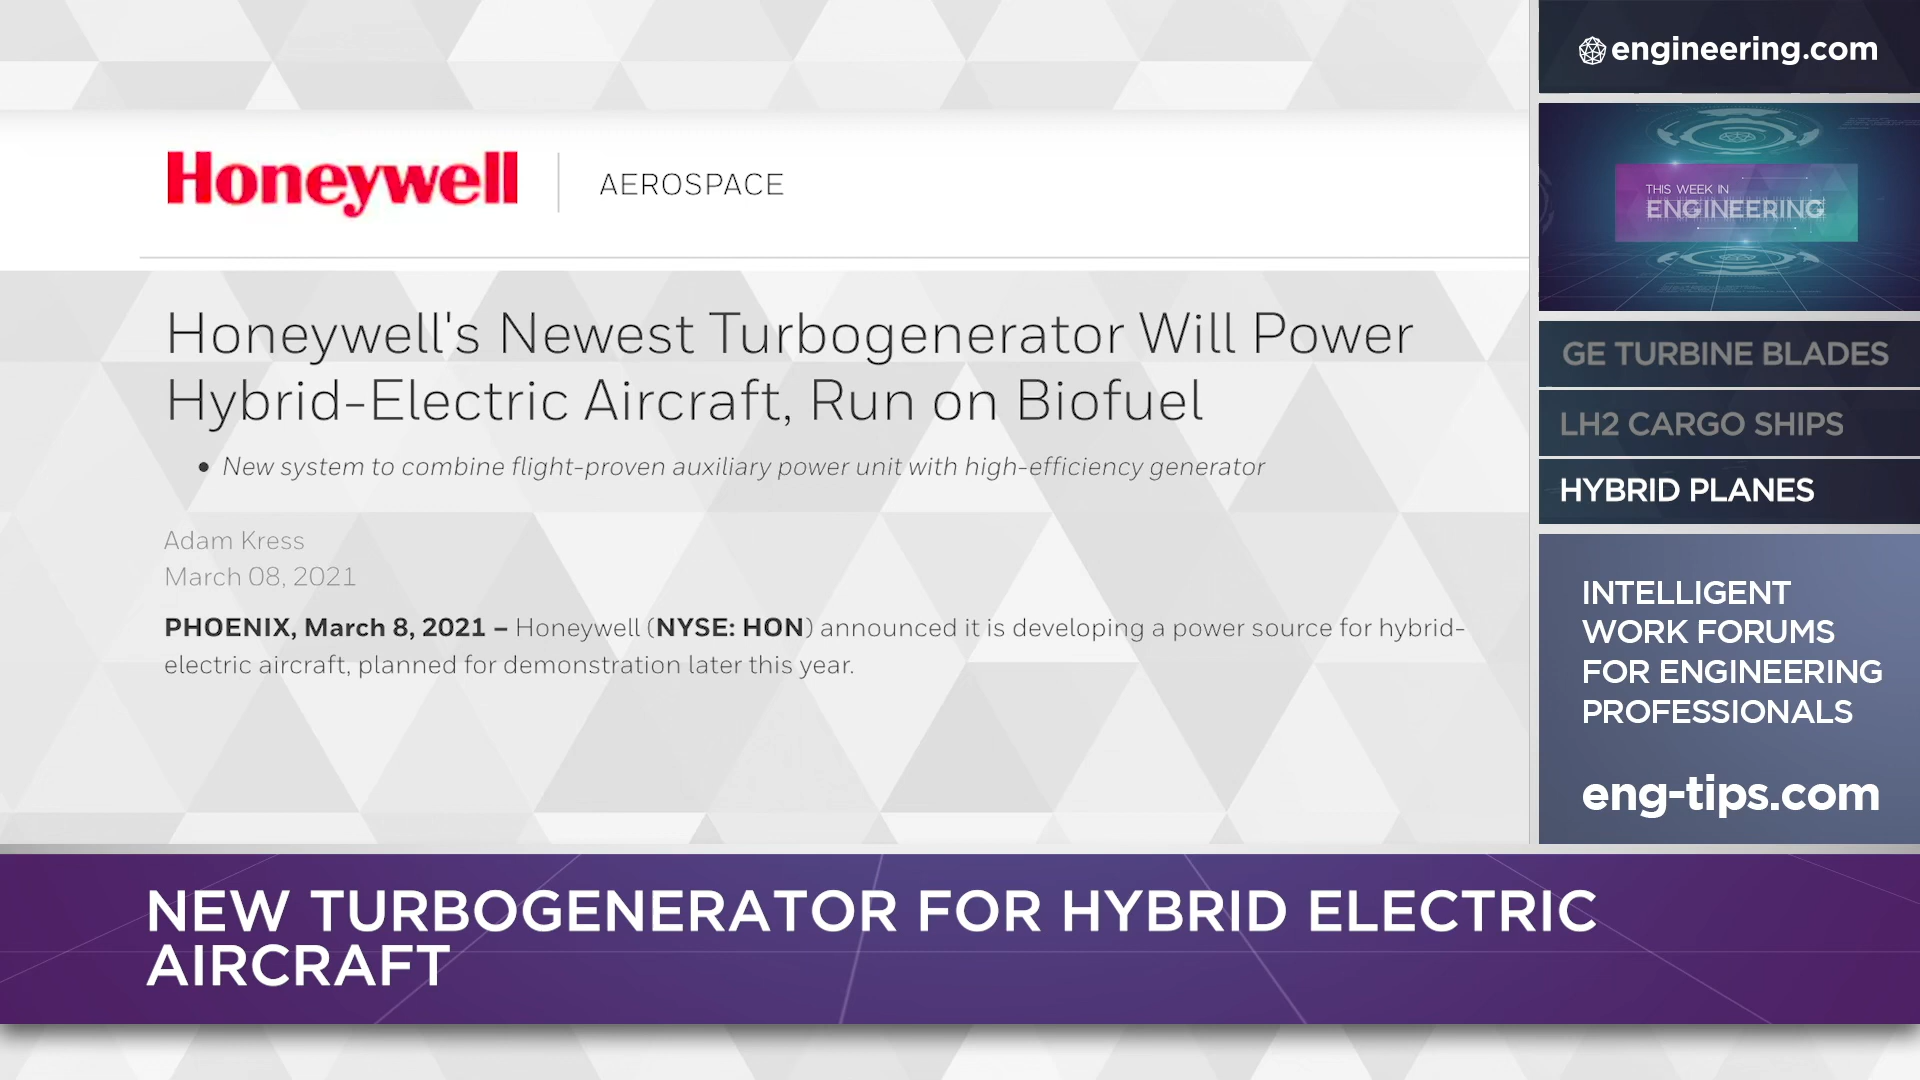 Honeywell
AEROSPACE
Honeywell's Newest Turbogenerator Will Power
Hybrid-Electric Aircraft, Run on Biofuel
• New system to combine flight-proven auxiliary power unit with high-efficiency generator
Adam Kress
March 08, 2021
PHOENIX, March 8, 2021 – Honeywell (NYSE: HON) announced it is developing a power source for hybrid-
electric aircraft, planned for demonstration later this year.
engineering.com
THIS WEEK IN
ENGINEERING
GE TURBINE BLADES
LH2 CARGO SHIPS
HYBRID PLANES
INTELLIGENT
WORK FORUMS
FOR ENGINEERING
PROFESSIONALS
eng-tips.com
NEW TURBOGENERATOR FOR HYBRID ELECTRIC
AIRCRAFT